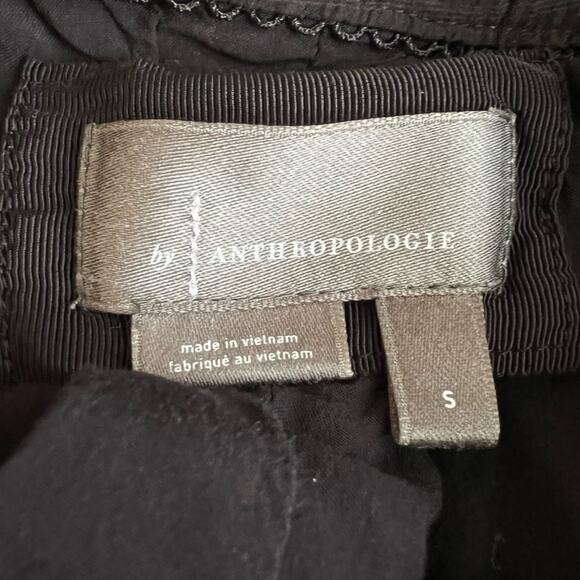 by ANTHROPOLOGIE
made in vietnam
fabriqué au vietnam
S